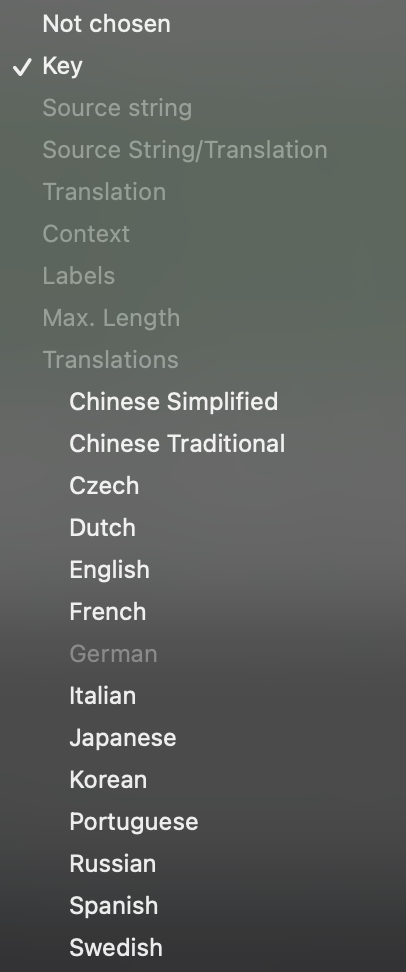 Not chosen
✓ Key
Source string
Source String/Translation
Translation
Context
Labels
Max. Length
Translations
Chinese Simplified
Chinese Traditional
Czech
Dutch
English
French
German
Italian
Japanese
Korean
Portuguese
Russian
Spanish
Swedish